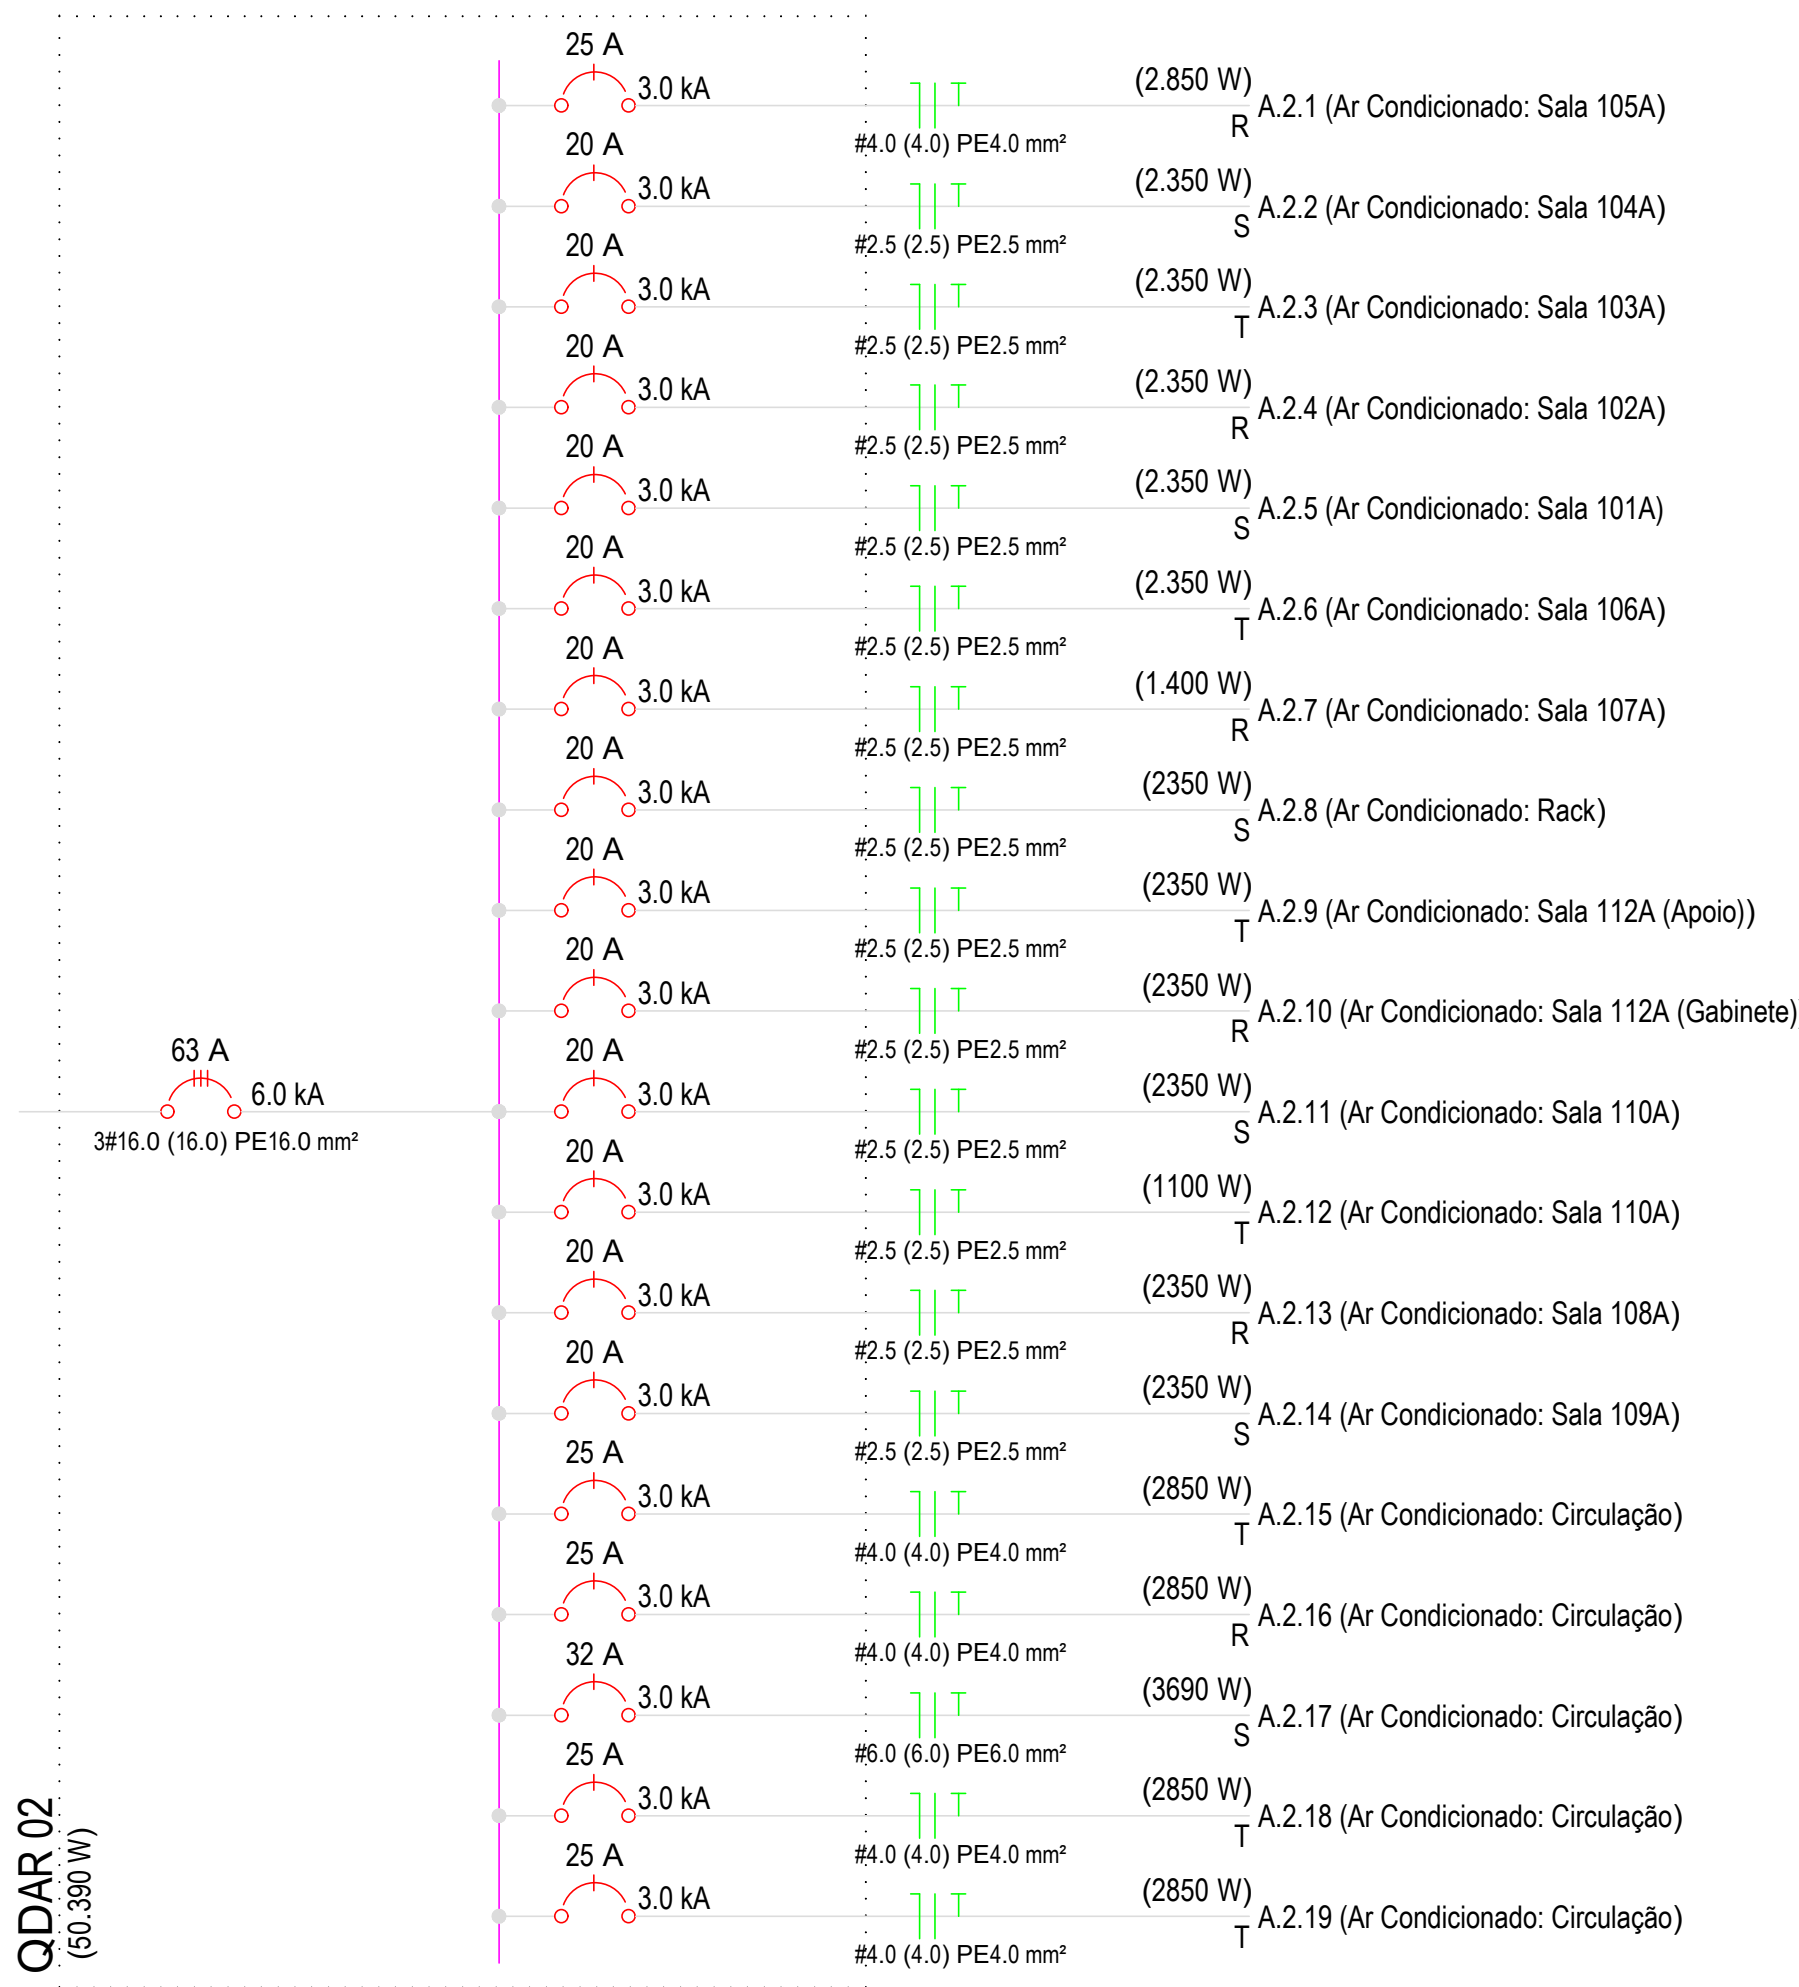 25 A
3.0 kA
#4.0 (4.0) PE4.0 mm²
(2.850 W)
R
A.2.1 (Ar Condicionado: Sala 105A)
20 A
3.0 kA
#2.5 (2.5) PE2.5 mm²
(2.350 W)
S
A.2.2 (Ar Condicionado: Sala 104A)
20 A
3.0 kA
#2.5 (2.5) PE2.5 mm²
(2.350 W)
T
A.2.3 (Ar Condicionado: Sala 103A)
20 A
3.0 kA
#2.5 (2.5) PE2.5 mm²
(2.350 W)
R
A.2.4 (Ar Condicionado: Sala 102A)
20 A
3.0 kA
#2.5 (2.5) PE2.5 mm²
(2.350 W)
S
A.2.5 (Ar Condicionado: Sala 101A)
20 A
3.0 kA
#2.5 (2.5) PE2.5 mm²
(2.350 W)
T
A.2.6 (Ar Condicionado: Sala 106A)
20 A
3.0 kA
#2.5 (2.5) PE2.5 mm²
(1.400 W)
R
A.2.7 (Ar Condicionado: Sala 107A)
20 A
3.0 kA
#2.5 (2.5) PE2.5 mm²
(2350 W)
S
A.2.8 (Ar Condicionado: Rack)
20 A
3.0 kA
#2.5 (2.5) PE2.5 mm²
(2350 W)
T
A.2.9 (Ar Condicionado: Sala 112A (Apoio))
20 A
3.0 kA
#2.5 (2.5) PE2.5 mm²
(2350 W)
R
A.2.10 (Ar Condicionado: Sala 112A (Gabinete)
63 A
6.0 kA
3#16.0 (16.0) PE16.0 mm²
20 A
3.0 kA
#2.5 (2.5) PE2.5 mm²
(2350 W)
S
A.2.11 (Ar Condicionado: Sala 110A)
20 A
3.0 kA
#2.5 (2.5) PE2.5 mm²
(1100 W)
T
A.2.12 (Ar Condicionado: Sala 110A)
20 A
3.0 kA
#2.5 (2.5) PE2.5 mm²
(2350 W)
R
A.2.13 (Ar Condicionado: Sala 108A)
20 A
3.0 kA
#2.5 (2.5) PE2.5 mm²
(2350 W)
S
A.2.14 (Ar Condicionado: Sala 109A)
25 A
3.0 kA
#4.0 (4.0) PE4.0 mm²
(2850 W)
T
A.2.15 (Ar Condicionado: Circulação)
25 A
3.0 kA
#4.0 (4.0) PE4.0 mm²
(2850 W)
R
A.2.16 (Ar Condicionado: Circulação)
32 A
3.0 kA
#6.0 (6.0) PE6.0 mm²
(3690 W)
S
A.2.17 (Ar Condicionado: Circulação)
25 A
3.0 kA
#4.0 (4.0) PE4.0 mm²
(2850 W)
T
A.2.18 (Ar Condicionado: Circulação)
25 A
3.0 kA
#4.0 (4.0) PE4.0 mm²
(2850 W)
T
A.2.19 (Ar Condicionado: Circulação)
QDAR 02
(50.390 W)